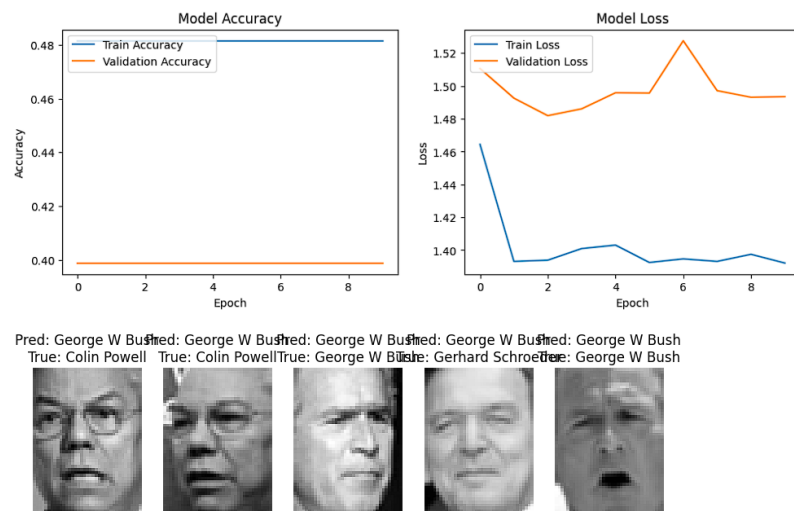 Model Accuracy
0.48
0.46
0.44
0.42
0.40
Accuracy
Train Accuracy
Validation Accuracy
0 2 4 6 8
Epoch
Model Loss
1.52
1.50
1.48
1.46
1.44
1.42
1.40
Loss
Train Loss
Validation Loss
0 2 4 6 8
Epoch
Pred: George W Bush
True: Colin Powell
Pred: George W Bush
True: Colin Powell
Pred: George W Bush
True: George W Bush
Pred: George W Bush
True: Gerhard Schroeder
Pred: George W Bush
True: George W Bush